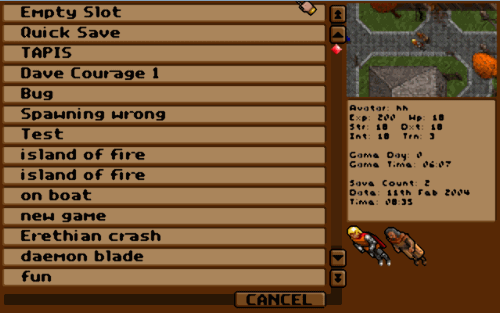 Empty Slot
Quick Save
TAPIS
Dave Courage 1
Bug
Spawning wrong
Test
island of fire
island of fire
on boat
new game
Erethian crash
daemon blade
fun
CANCEL
Avatar: hh
Exp: 200 Hp: 18
Str: 18 Dxt: 18
Int: 18 Trn: 3
Game Day: 0
Game Time: 06:07
Save Count: 2
Date: 11th Feb 2004
Time: 08:35